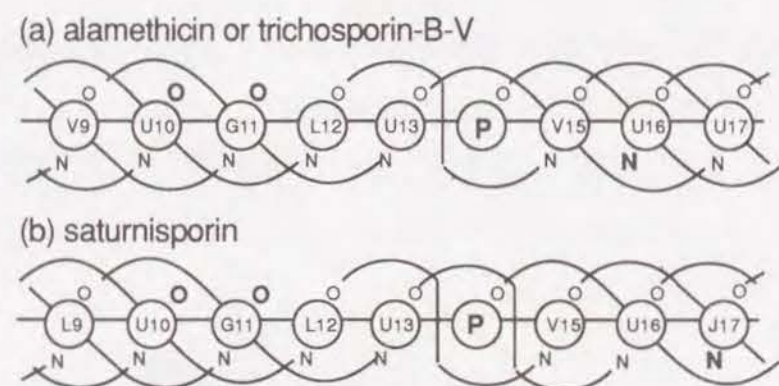 (a) alamethicin or trichosporin-B-V
O O O O O O O O O
V9 U10 G11 L12 U13 P V15 U16 U17
N N N N N N N N
(b) saturnisporin
O O O O O O O O O
L9 U10 G11 L12 U13 P V15 U16 J17
N N N N N N N N